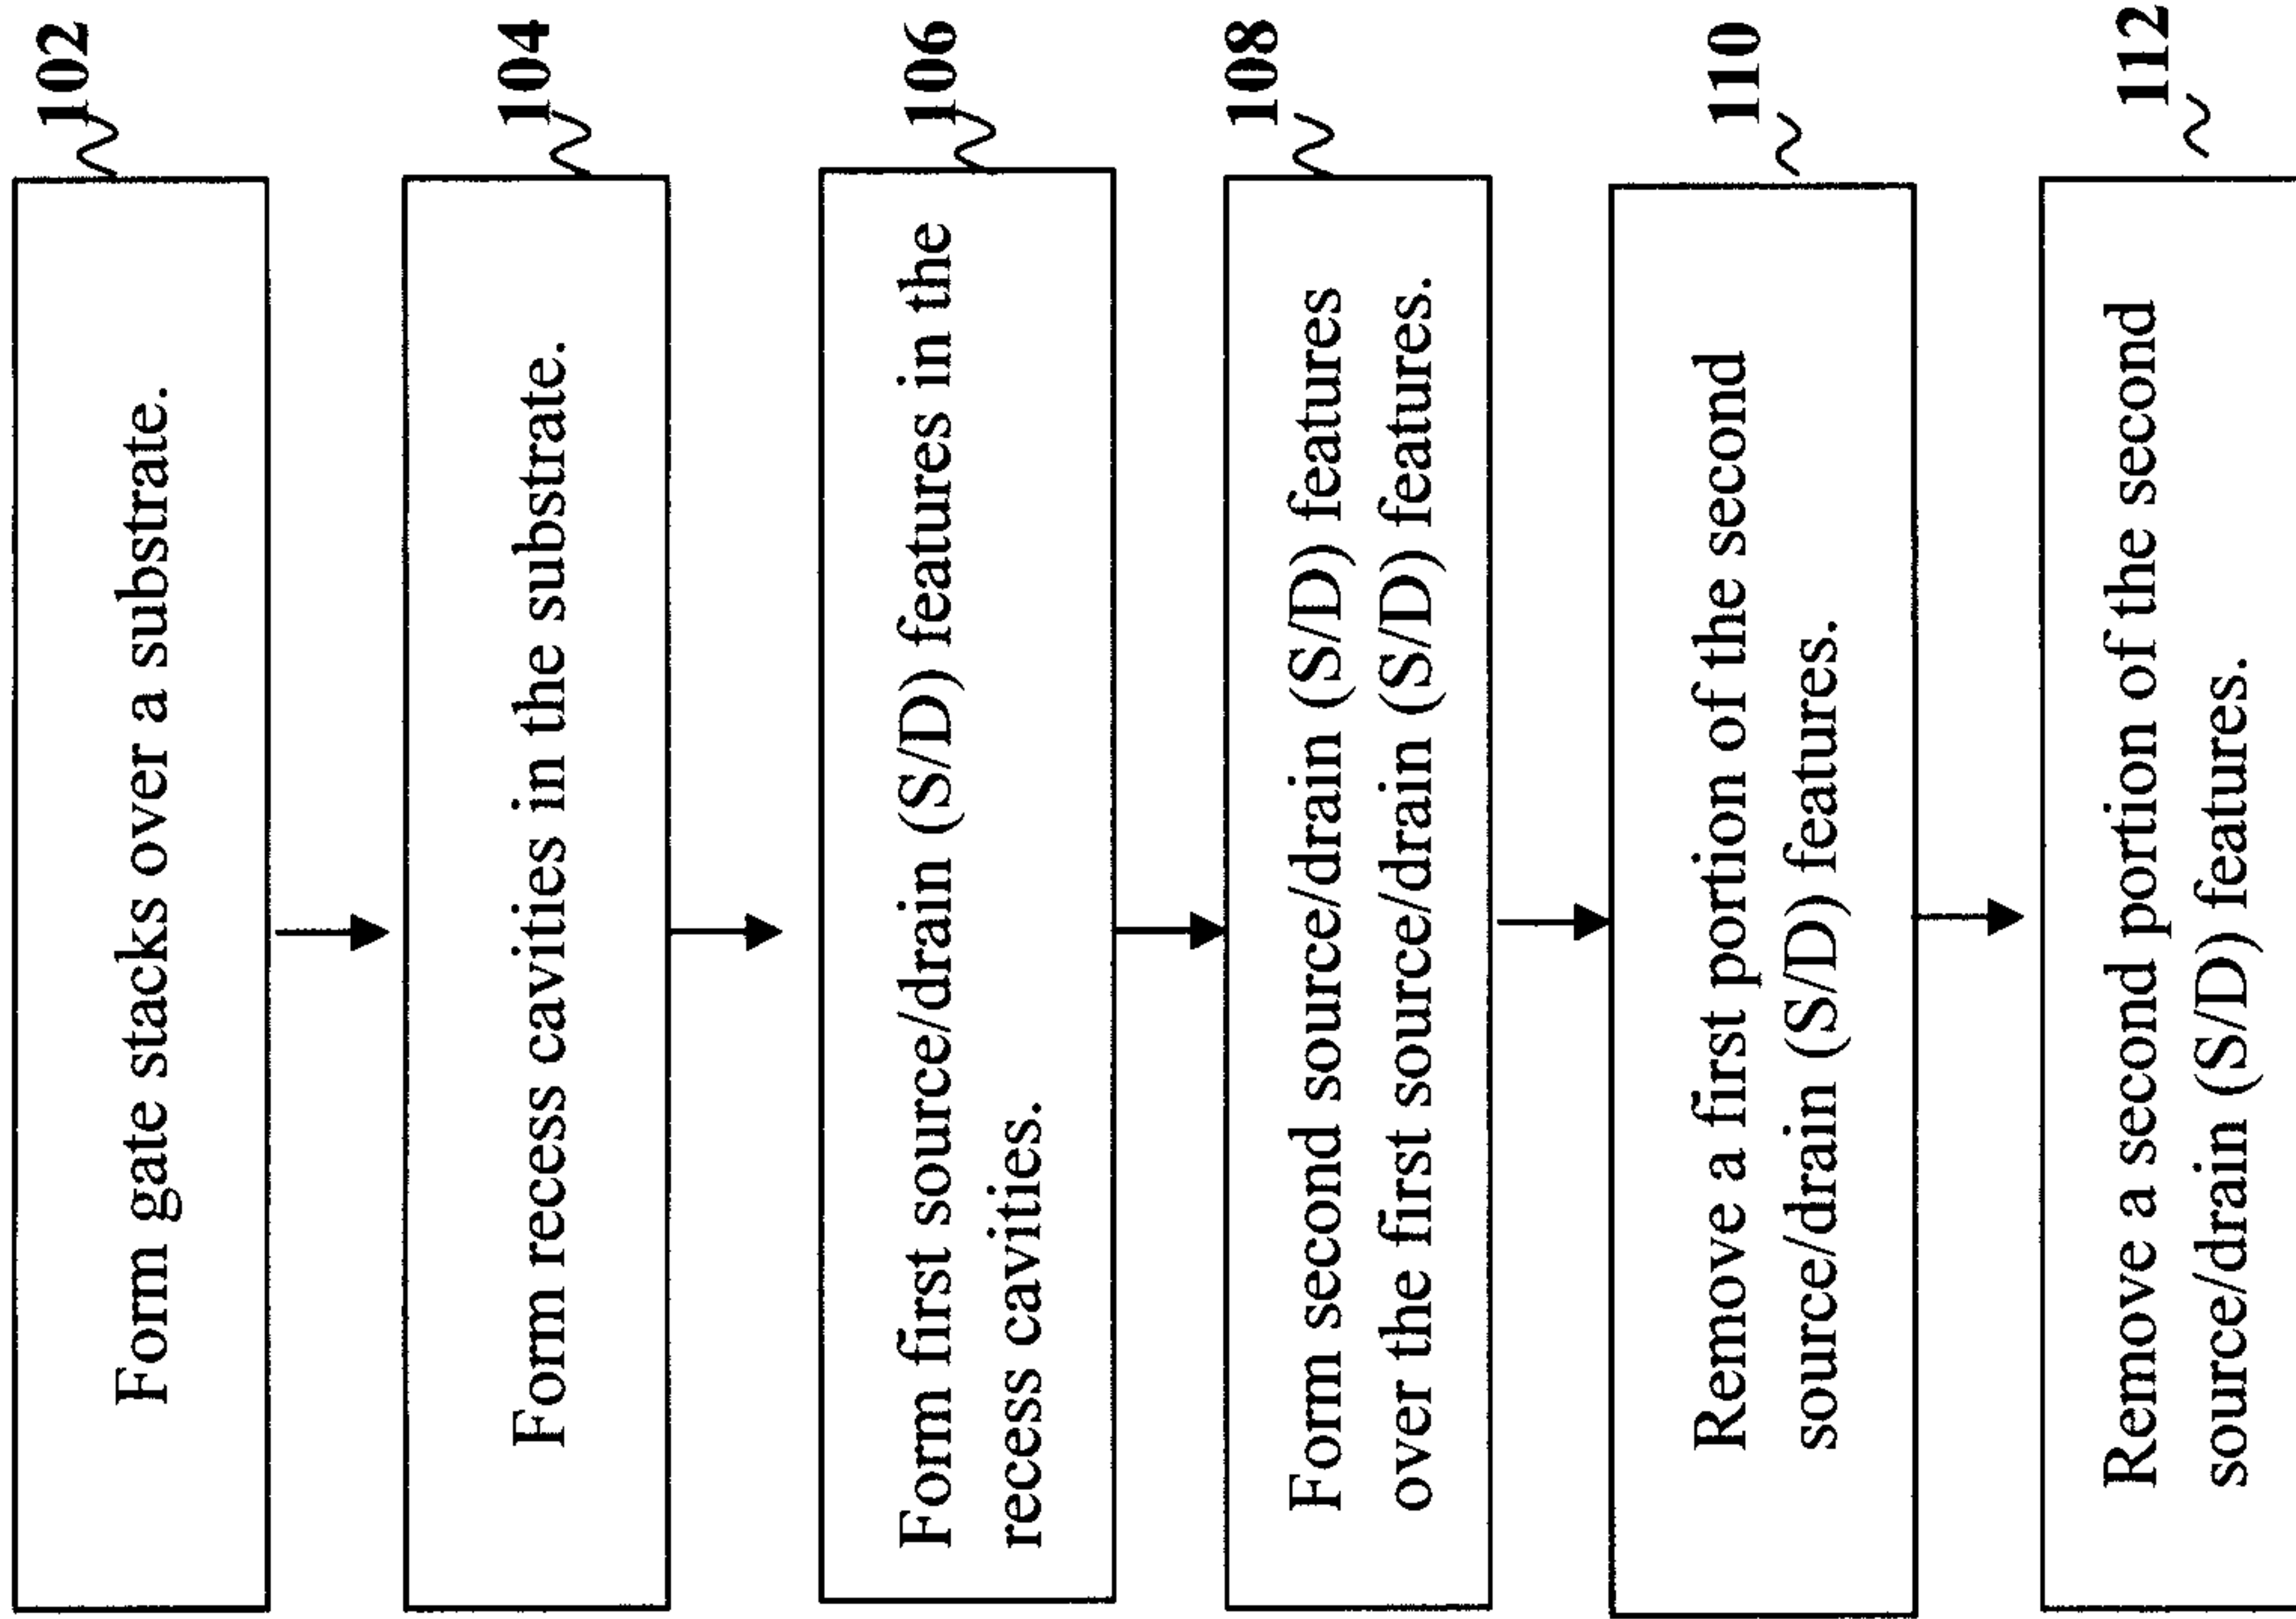 102
Form gate stacks over a substrate.
104
Form recess cavities in the substrate.
106
Form first source/drain (S/D) features in the
recess cavities.
108
Form second source/drain (S/D) features
over the first source/drain (S/D) features.
110
Remove a first portion of the second
source/drain (S/D) features.
112
Remove a second portion of the second
source/drain (S/D) features.